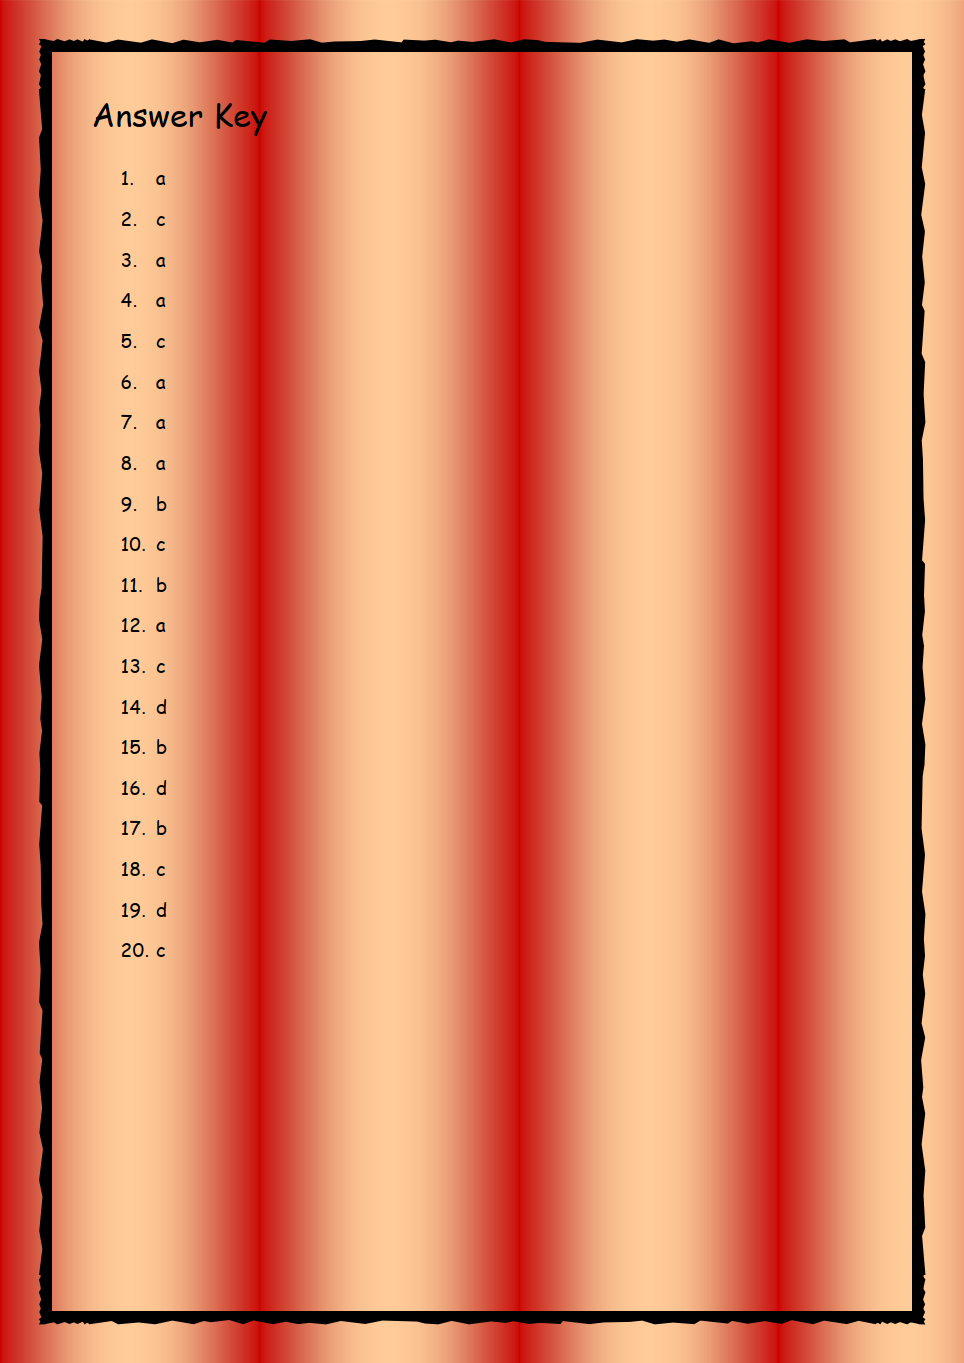 Answer Key
1. a
2. c
3. a
4. a
5. c
6. a
7. a
8. a
9. b
10. c
11. b
12. a
13. c
14. d
15. b
16. d
17. b
18. c
19. d
20. c